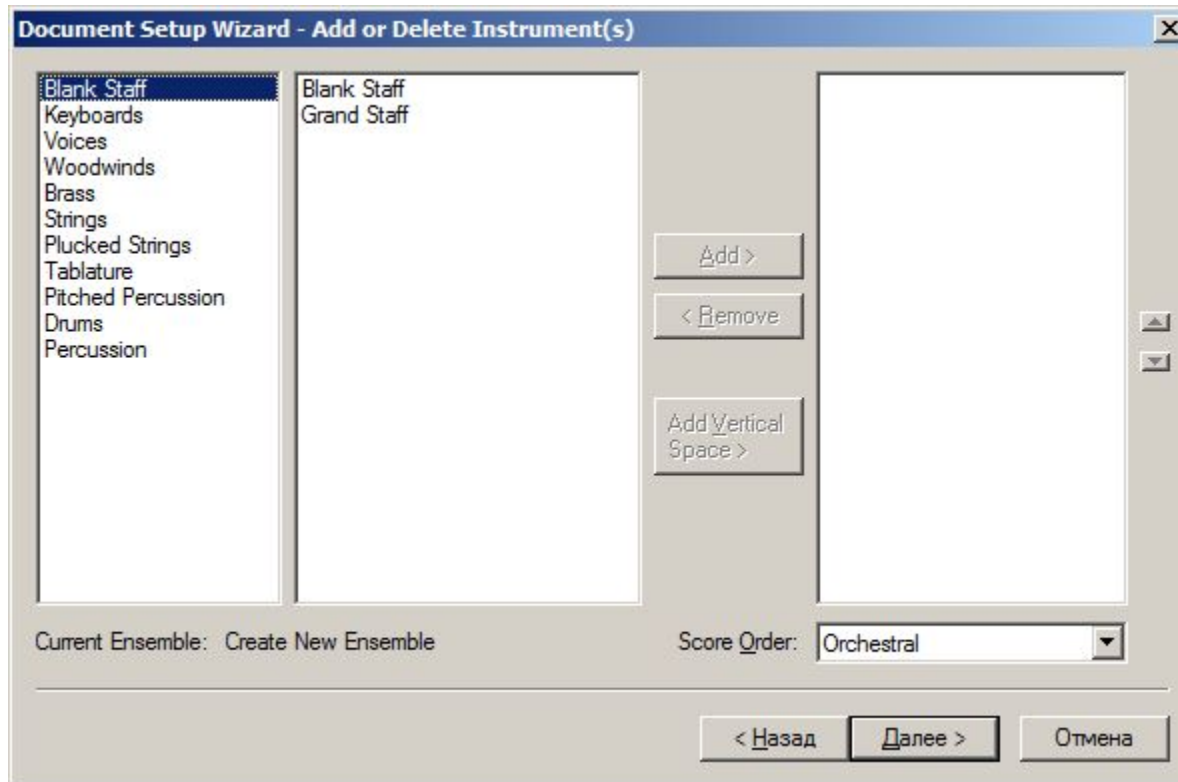 Document Setup Wizard - Add or Delete Instrument(s)
Blank Staff
Keyboards
Voices
Woodwinds
Brass
Strings
Plucked Strings
Tablature
Pitched Percussion
Drums
Percussion
Blank Staff
Grand Staff
Add >
< Remove
Add Vertical
Space >
Current Ensemble: Create New Ensemble
Score Order: Orchestral
< Назад
Далее >
Отмена